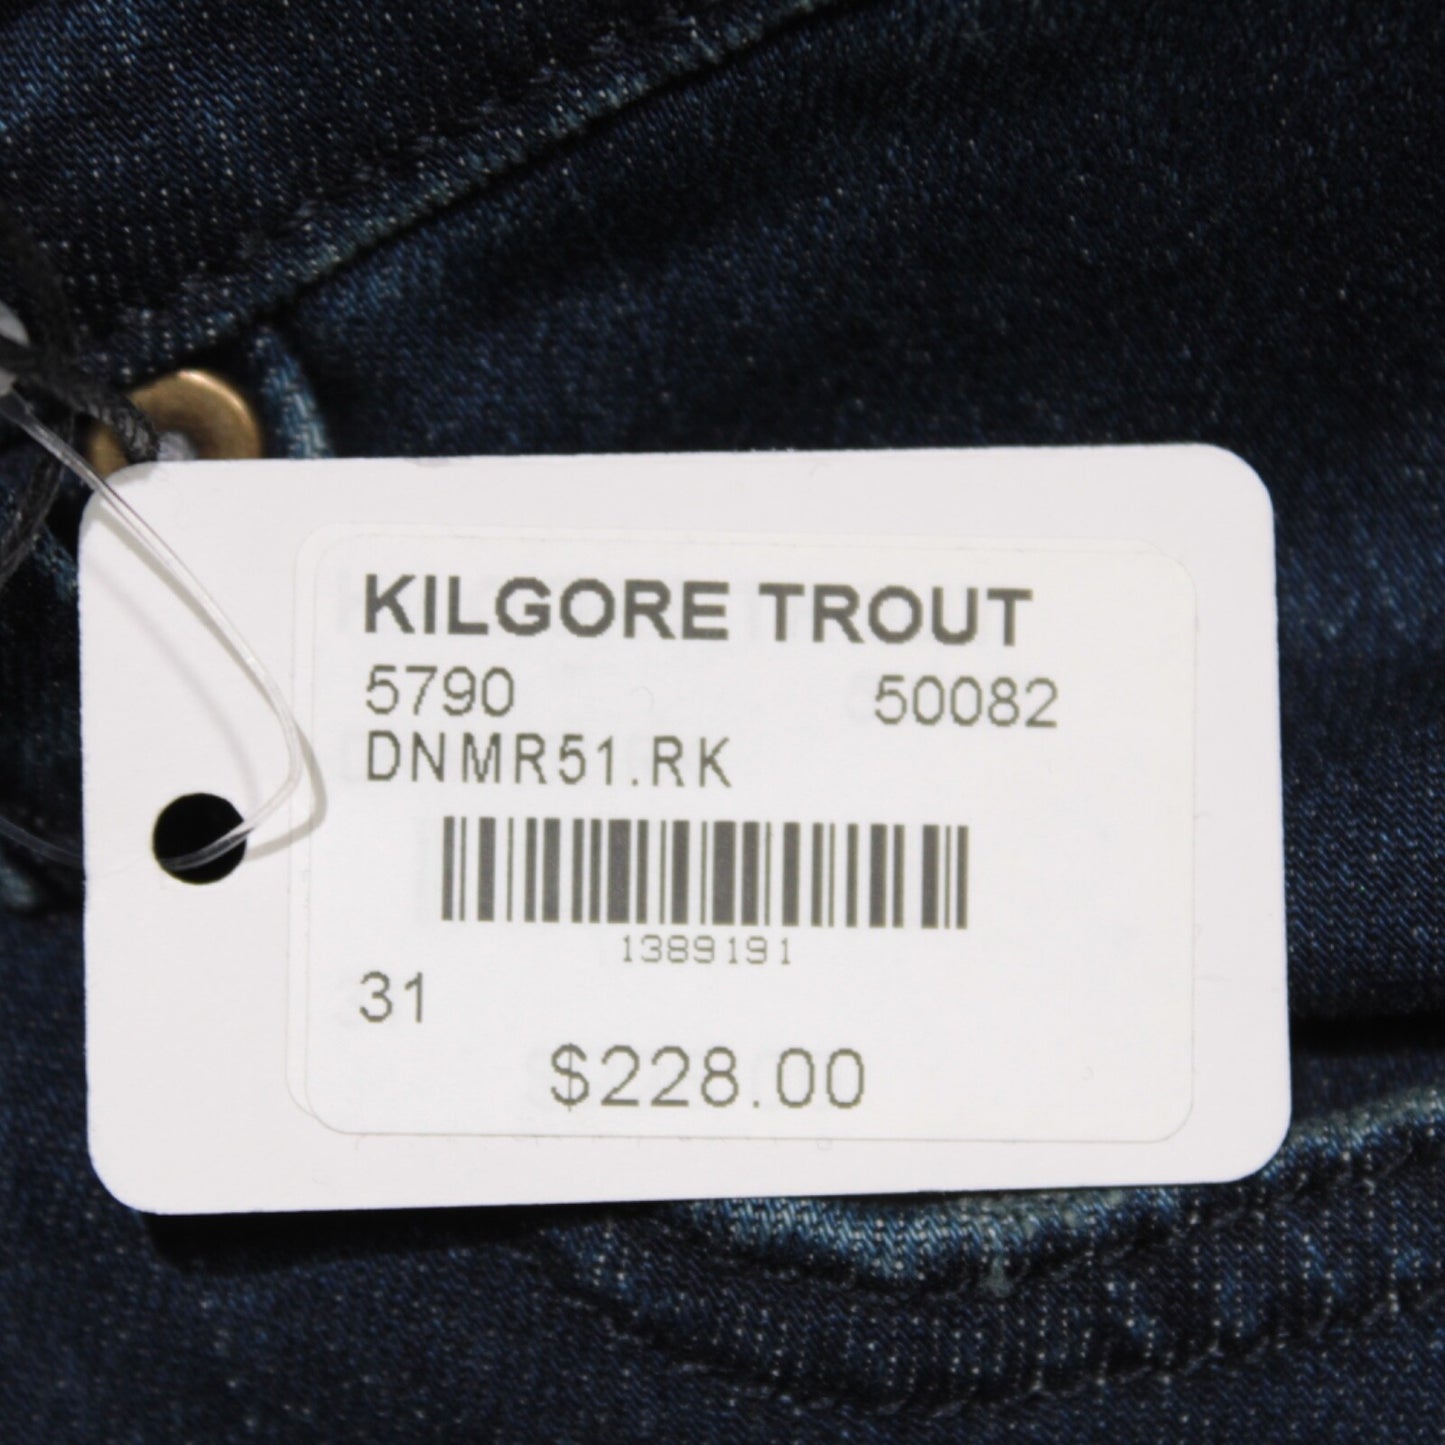 KILGORE TROUT
5790 50082
DNMR51.RK
1389191
31
$228.00